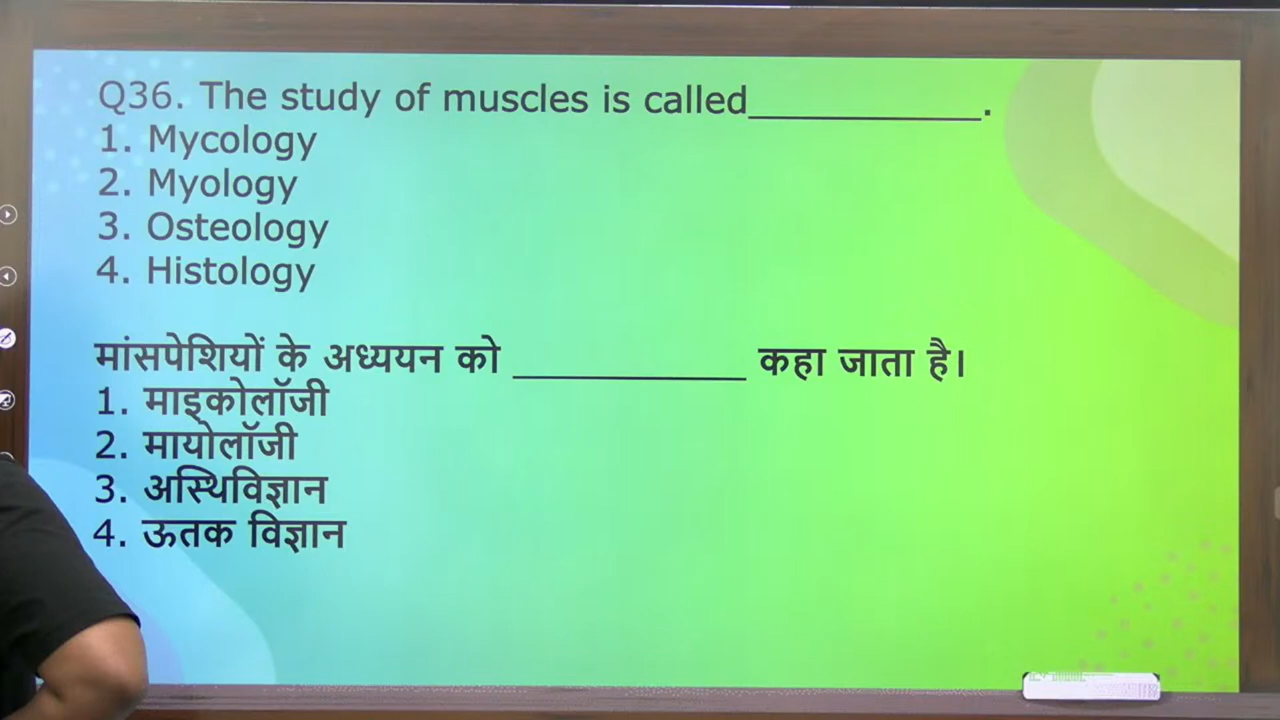 Q36. The study of muscles is called___________.
1. Mycology
2. Myology
3. Osteology
4. Histology
मांसपेशियों के अध्ययन को ___________ कहा जाता है।
1. माइकोलॉजी
2. मायोलॉजी
3. अस्थिविज्ञान
4. ऊतक विज्ञान